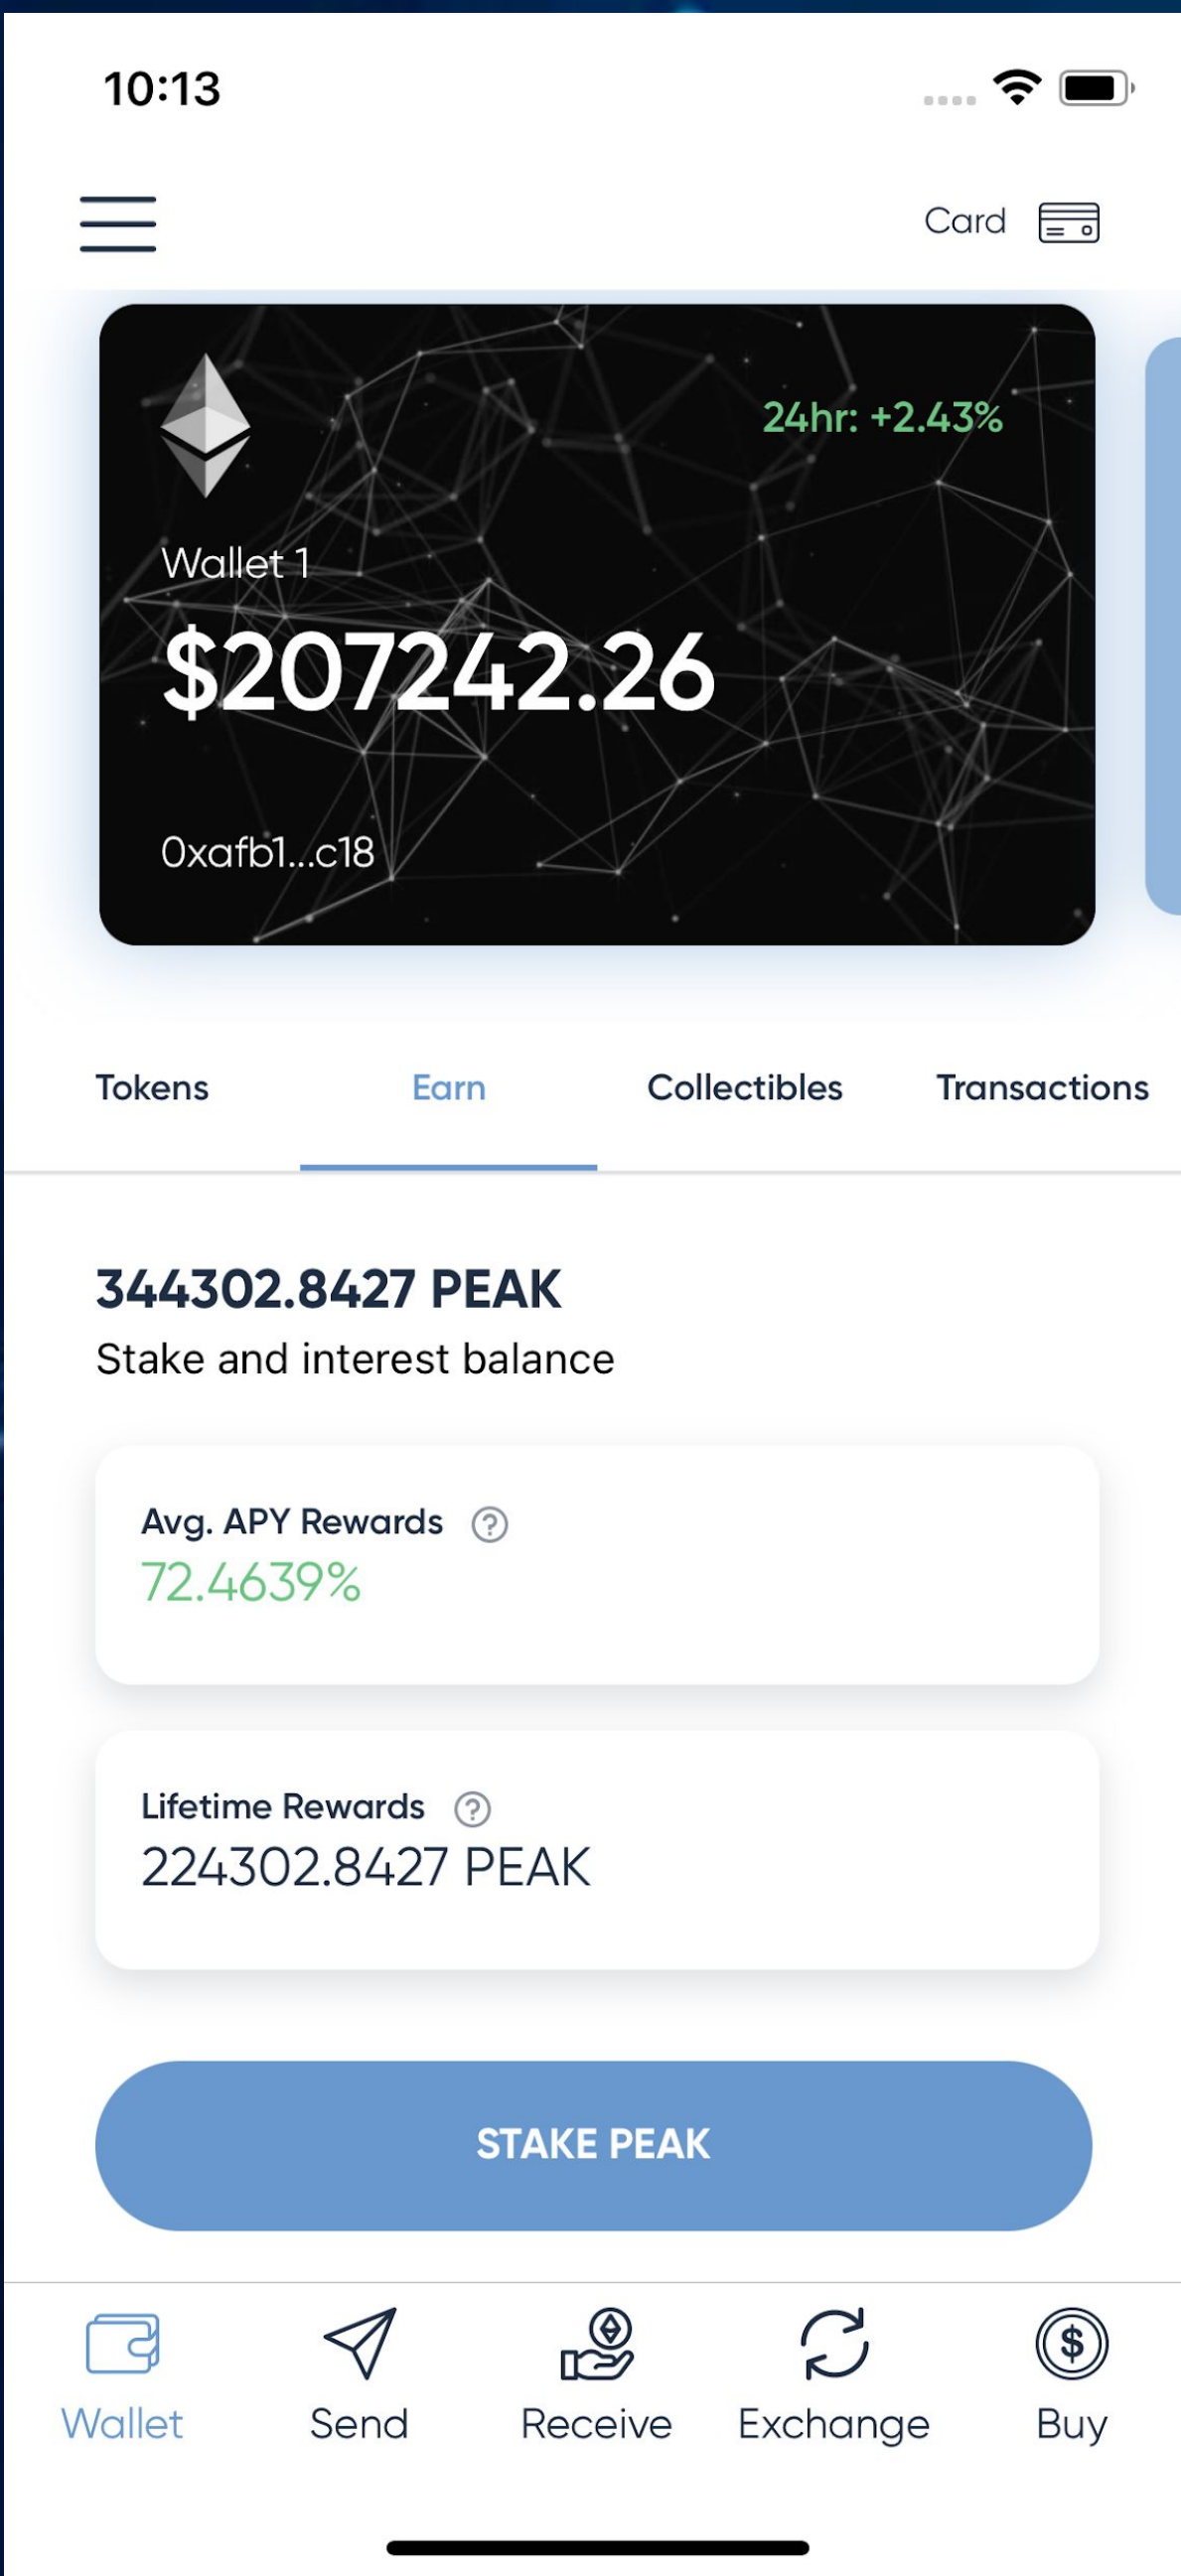 10:13
Card
24hr: +2.43%
Wallet 1
$207242.26
0xafb1...c18
Tokens Earn Collectibles Transactions
344302.8427 PEAK
Stake and interest balance
Avg. APY Rewards ?
72.4639%
Lifetime Rewards ?
224302.8427 PEAK
STAKE PEAK
$
Wallet Send Receive Exchange Buy